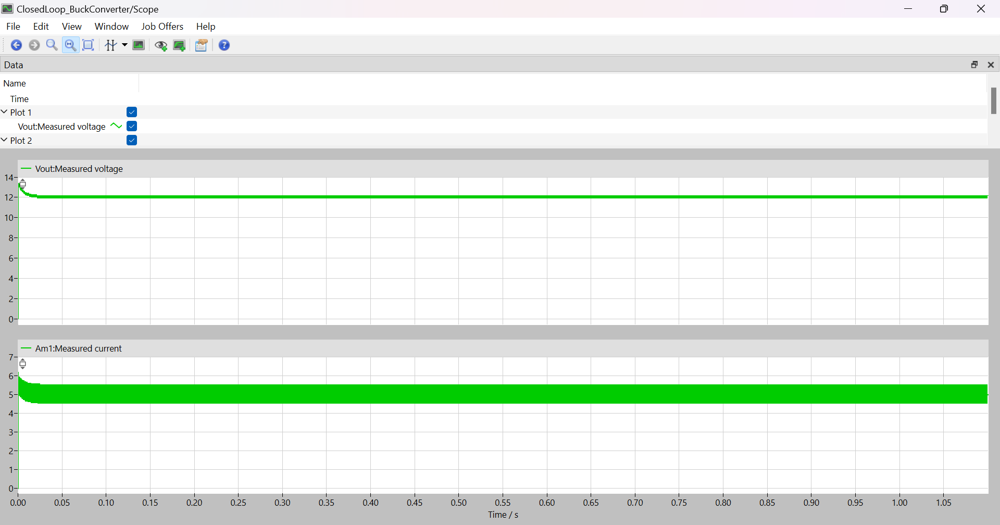 ClosedLoop_BuckConverter/Scope
File Edit View Window Job Offers Help
Data
Name
Time
Plot 1
Vout:Measured voltage
Plot 2
Vout:Measured voltage
14
12
10
8
6
4
2
0
Am1:Measured current
7
6
5
4
3
2
1
0
0.00 0.05 0.10 0.15 0.20 0.25 0.30 0.35 0.40 0.45 0.50 0.55 0.60 0.65 0.70 0.75 0.80 0.85 0.90 0.95 1.00 1.05
Time / s